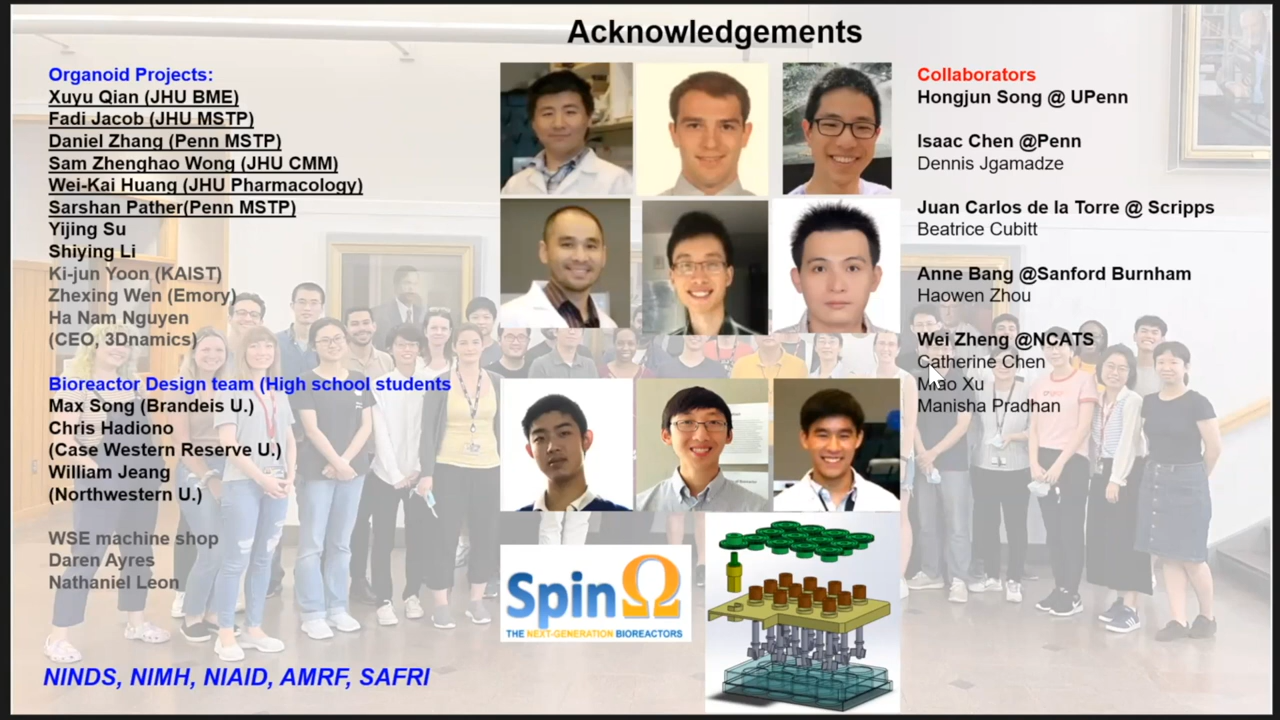 Acknowledgements
Organoid Projects:
Xuyu Qian (JHU BME)
Fadi Jacob (JHU MSTP)
Daniel Zhang (Penn MSTP)
Sam Zhenghao Wong (JHU CMM)
Wei-Kai Huang (JHU Pharmacology)
Sarshan Pather(Penn MSTP)
Yijing Su
Shiying Li
Ki-jun Yoon (KAIST)
Zhexing Wen (Emory)
Ha Nam Nguyen
(CEO, 3Dnamics)
Bioreactor Design team (High school students
Max Song (Brandeis U.)
Chris Hadiono
(Case Western Reserve U.)
William Jeang
(Northwestern U.)
WSE machine shop
Daren Ayres
Nathaniel Leon
NINDS, NIMH, NIAID, AMRF, SAFRI
Spin Ω
THE NEXT-GENERATION BIOREACTORS
Collaborators
Hongjun Song @ UPenn
Isaac Chen @Penn
Dennis Jgamadze
Juan Carlos de la Torre @ Scripps
Beatrice Cubitt
Anne Bang @Sanford Burnham
Haowen Zhou
Wei Zheng @NCATS
Catherine Chen
Miao Xu
Manisha Pradhan